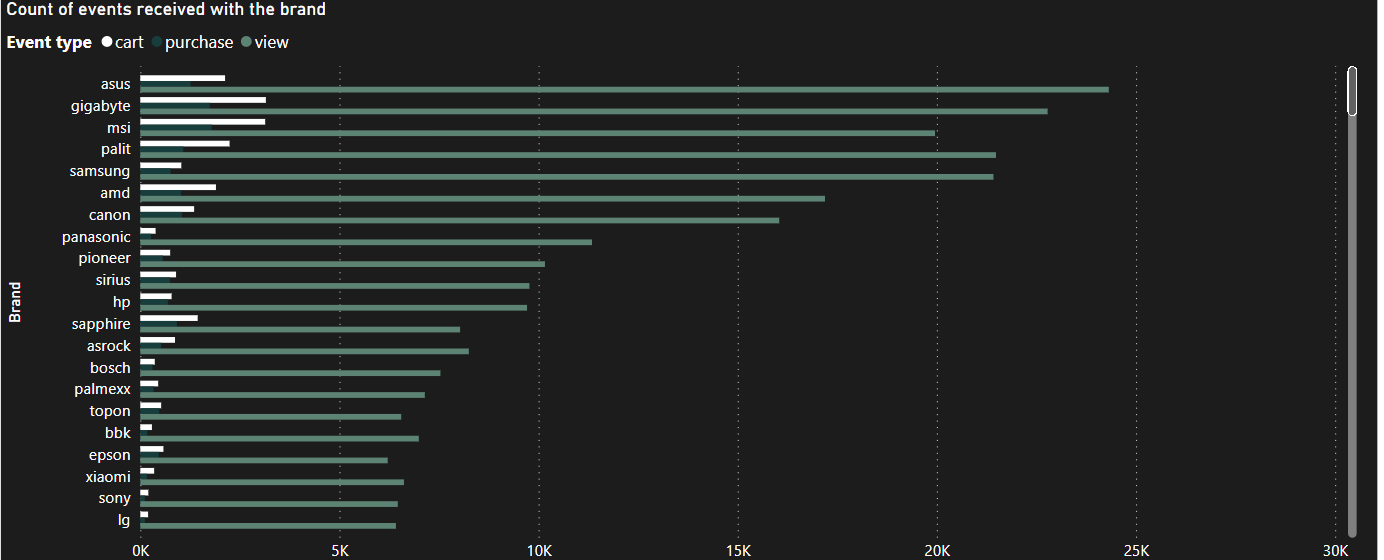 Count of events received with the brand
Event type cart purchase view
Brand
asus
gigabyte
msi
palit
samsung
amd
canon
panasonic
pioneer
sirius
hp
sapphire
asrock
bosch
palmexx
topon
bbk
epson
xiaomi
sony
lg
0K 5K 10K 15K 20K 25K 30K